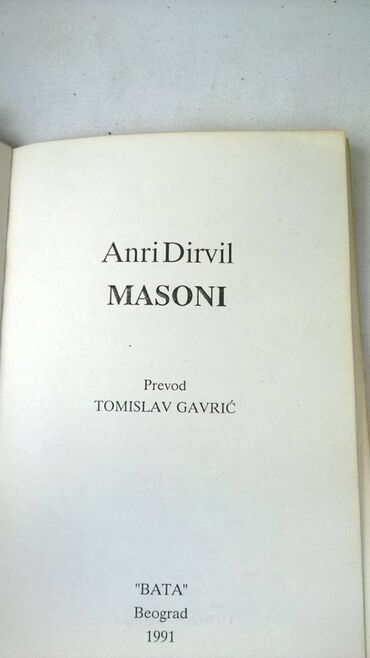 Anri Dirvil
MASONI
Prevod
TOMISLAV GAVRIĆ
"BATA"
Beograd
1991